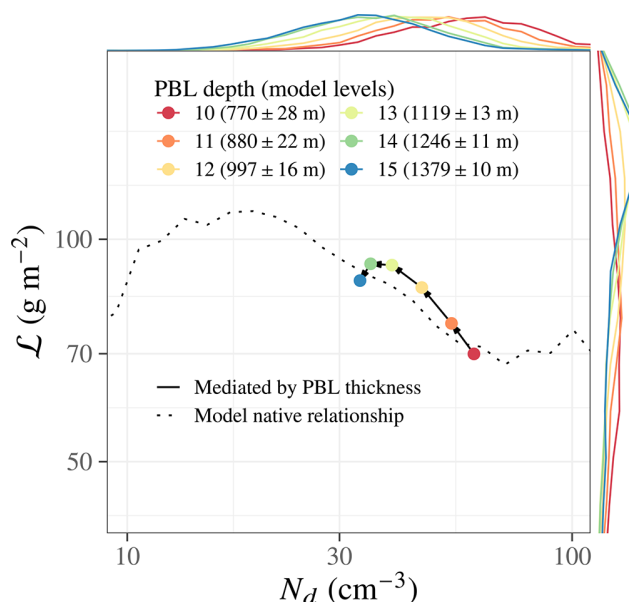 PBL depth (model levels)
10 (770 ± 28 m) 13 (1119 ± 13 m)
11 (880 ± 22 m) 14 (1246 ± 11 m)
12 (997 ± 16 m) 15 (1379 ± 10 m)
100
70
50
ℒ (g m⁻²)
Mediated by PBL thickness
Model native relationship
10 30 100
N_d (cm⁻³)